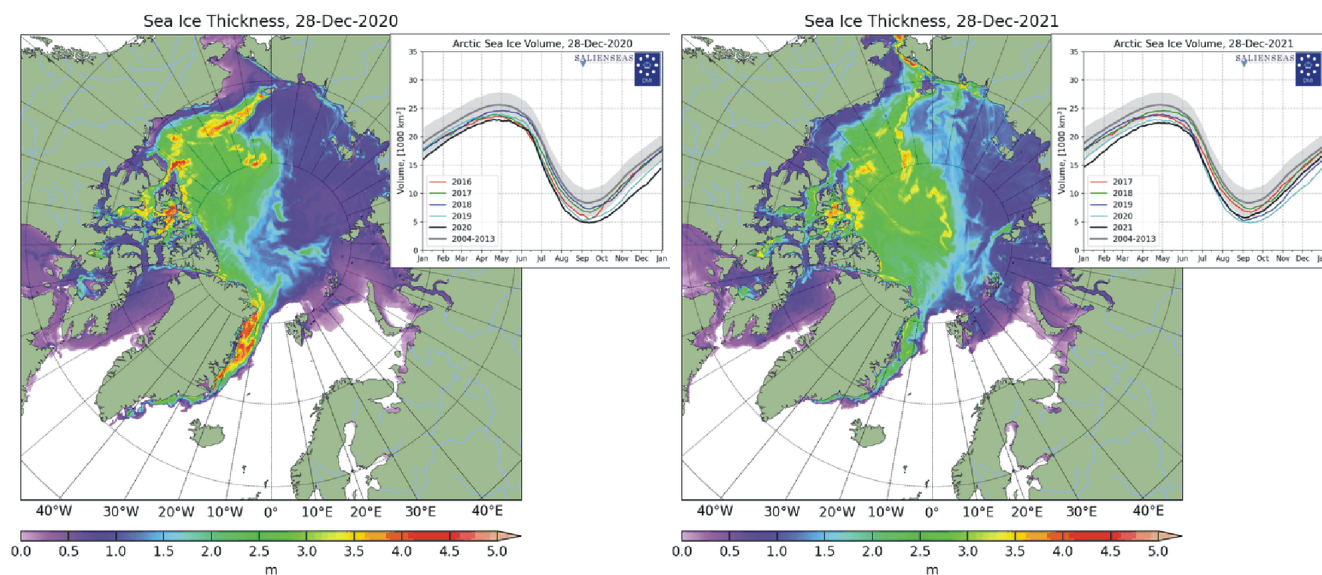 Sea Ice Thickness, 28-Dec-2020
Arctic Sea Ice Volume, 28-Dec-2020
SALIENSEAS
DMI
Volume, [1000 km³]
35
30
25
20
15
10
5
0
2016
2017
2018
2019
2020
2004-2013
Jan Feb Mar Apr May Jun Jul Aug Sep Oct Nov Dec Jan
40°W 30°W 20°W 10°W 0° 10°E 20°E 30°E 40°E
0.0 0.5 1.0 1.5 2.0 2.5 3.0 3.5 4.0 4.5 5.0
m
Sea Ice Thickness, 28-Dec-2021
Arctic Sea Ice Volume, 28-Dec-2021
SALIENSEAS
DMI
Volume, [1000 km³]
35
30
25
20
15
10
5
0
2017
2018
2019
2020
2021
2004-2013
Jan Feb Mar Apr May Jun Jul Aug Sep Oct Nov Dec Jan
40°W 30°W 20°W 10°W 0° 10°E 20°E 30°E 40°E
0.0 0.5 1.0 1.5 2.0 2.5 3.0 3.5 4.0 4.5 5.0
m